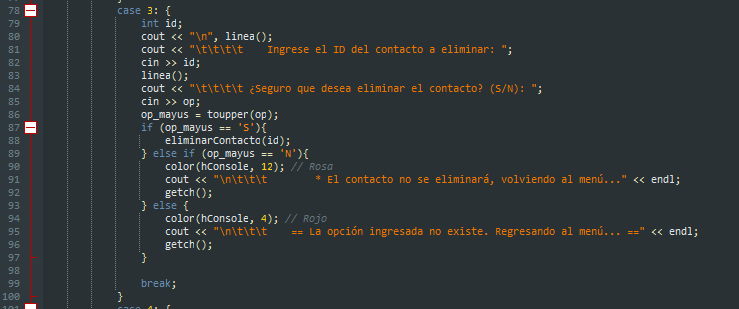 78 case 3: {
79 int id;
80 cout << "\n", linea();
81 cout << "\t\t\t\t    Ingrese el ID del contacto a eliminar: ";
82 cin >> id;
83 linea();
84 cout << "\t\t\t\t ¿Seguro que desea eliminar el contacto? (S/N): ";
85 cin >> op;
86 op_mayus = toupper(op);
87 if (op_mayus == 'S'){
88 eliminarContacto(id);
89 } else if (op_mayus == 'N'){
90 color(hConsole, 12); // Rosa
91 cout << "\n\t\t\t        * El contacto no se eliminará, volviendo al menú..." << endl;
92 getch();
93 } else {
94 color(hConsole, 4); // Rojo
95 cout << "\n\t\t\t    == La opción ingresada no existe. Regresando al menú... ==" << endl;
96 getch();
97 }
98
99 break;
100 }
101 case 4: {